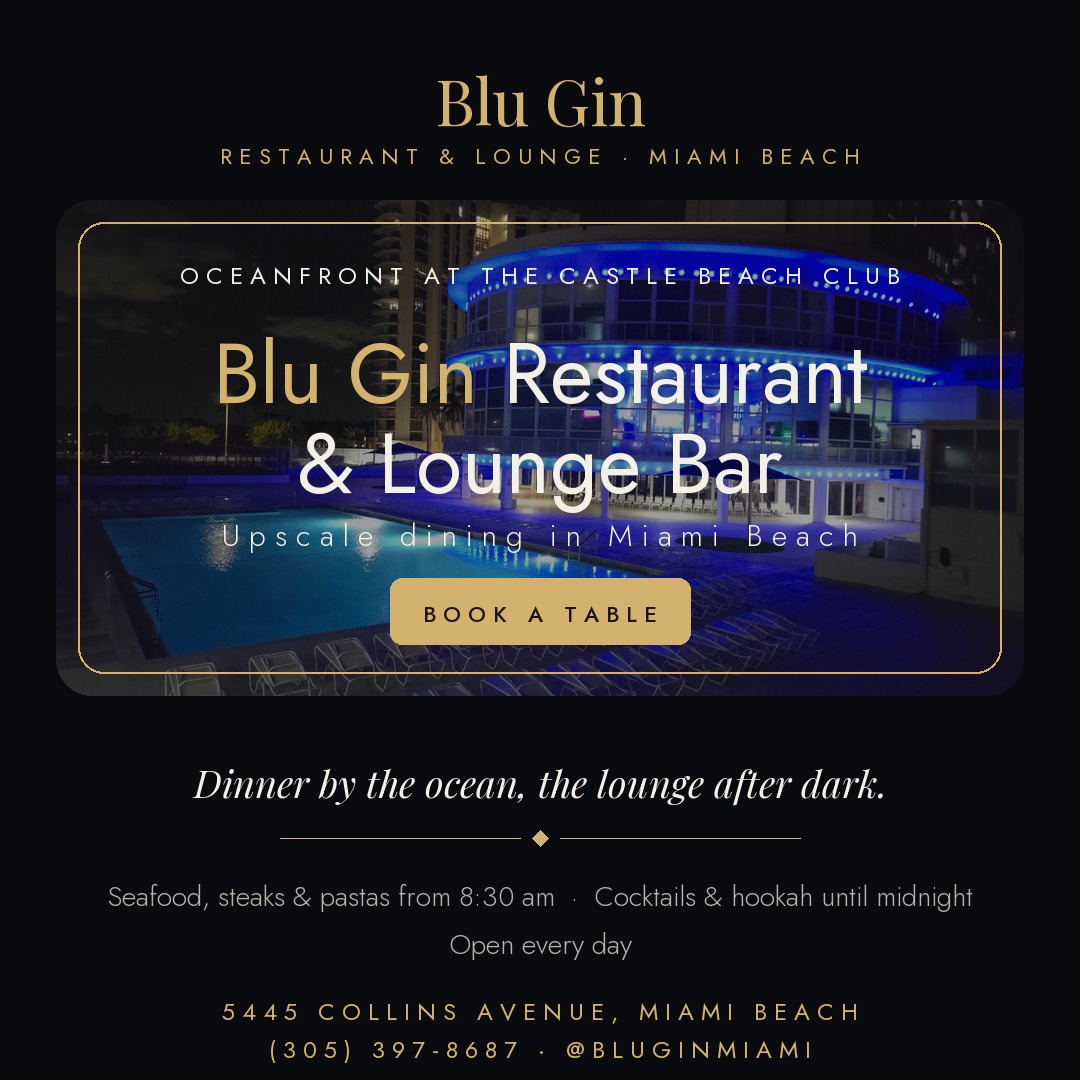 Blu Gin
RESTAURANT & LOUNGE · MIAMI BEACH
OCEANFRONT AT THE CASTLE BEACH CLUB
Blu Gin Restaurant
& Lounge Bar
Upscale dining in Miami Beach
BOOK A TABLE
Dinner by the ocean, the lounge after dark.
Seafood, steaks & pastas from 8:30 am · Cocktails & hookah until midnight
Open every day
5445 COLLINS AVENUE, MIAMI BEACH
(305) 397-8687 · @BLUGINMIAMI